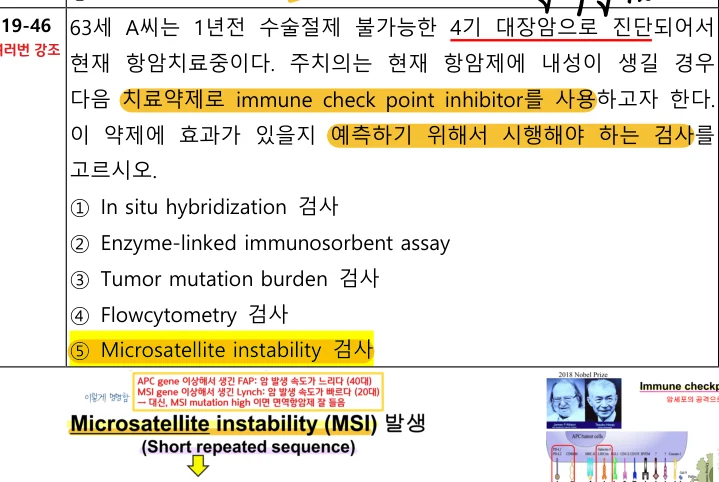 19-46
여러번 강조
63세 A씨는 1년전 수술절제 불가능한 4기 대장암으로 진단되어서
현재 항암치료중이다. 주치의는 현재 항암제에 내성이 생길 경우
다음 치료약제로 immune check point inhibitor를 사용하고자 한다.
이 약제에 효과가 있을지 예측하기 위해서 시행해야 하는 검사를
고르시오.
① In situ hybridization 검사
② Enzyme-linked immunosorbent assay
③ Tumor mutation burden 검사
④ Flowcytometry 검사
⑤ Microsatellite instability 검사
APC gene 이상해서 생긴 FAP: 암 발생 속도가 느리다 (40대)
MSI gene 이상해서 생긴 Lynch: 암 발생 속도가 빠르다 (20대)
ㅡ 대신, MSI mutation high 이면 면역항암제 잘 들음
Microsatellite instability (MSI) 발생
(Short repeated sequence)
2018 Nobel Prize
Immune checkp
암세포의 공격으
APC/tumor cells